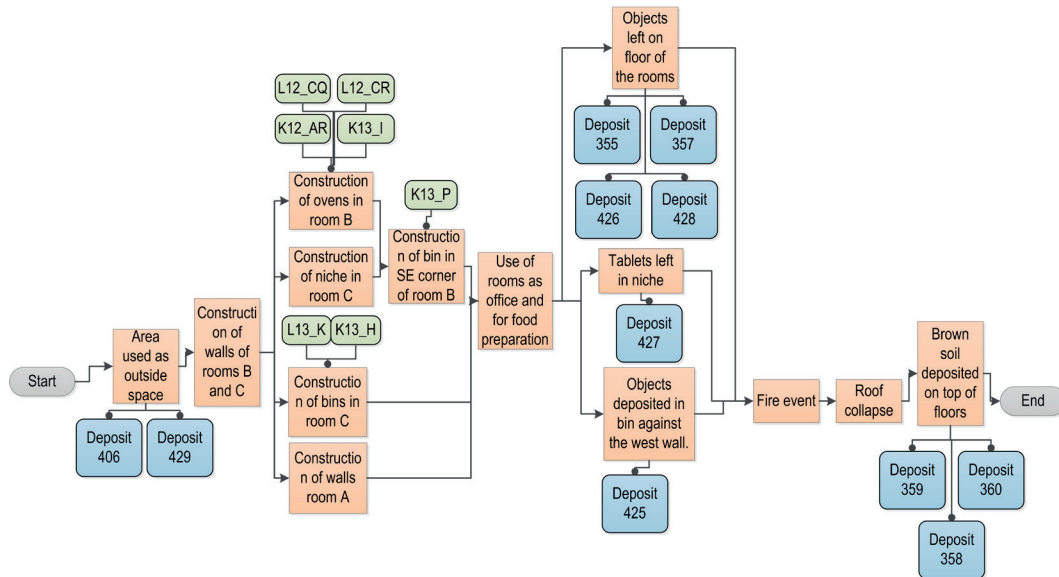 Start
Area
used as
outside
space
Deposit
406
Deposit
429
Constructi
on of
walls of
rooms B
and C
L12_CQ
L12_CR
K12_AR
K13_I
Construction
of ovens in
room B
Construction
of niche in
room C
L13_K
K13_H
Constructio
n of bins in
room C
Constructio
n of walls
room A
K13_P
Constructio
n of bin in
SE corner
of room B
Use of
rooms as
office and
for food
preparation
Objects
left on
floor of
the rooms
Deposit
355
Deposit
357
Deposit
426
Deposit
428
Tablets left
in niche
Deposit
427
Objects
deposited in
bin against
the west wall.
Deposit
425
Fire event
Roof
collapse
Brown
soil
deposited
on top of
floors
Deposit
359
Deposit
360
Deposit
358
End